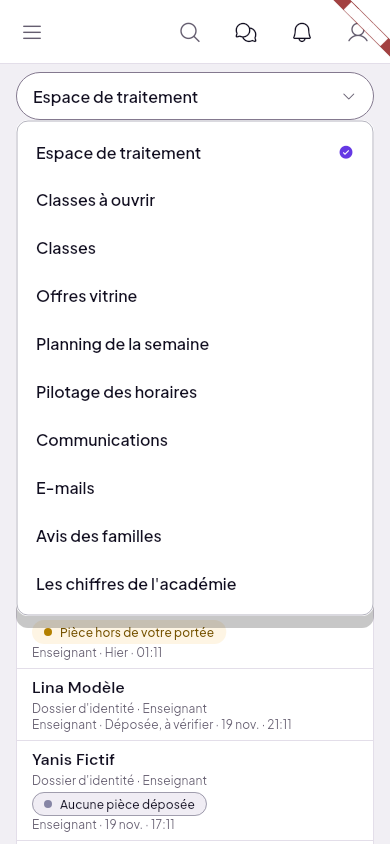 Espace de traitement
Espace de traitement
Classes à ouvrir
Classes
Offres vitrine
Planning de la semaine
Pilotage des horaires
Communications
E-mails
Avis des familles
Les chiffres de l'académie
Pièce hors de votre portée
Enseignant · Hier · 01:11
Lina Modèle
Dossier d'identité · Enseignant
Enseignant · Déposée, à vérifier · 19 nov. · 21:11
Yanis Fictif
Dossier d'identité · Enseignant
Aucune pièce déposée
Enseignant · 19 nov. · 17:11